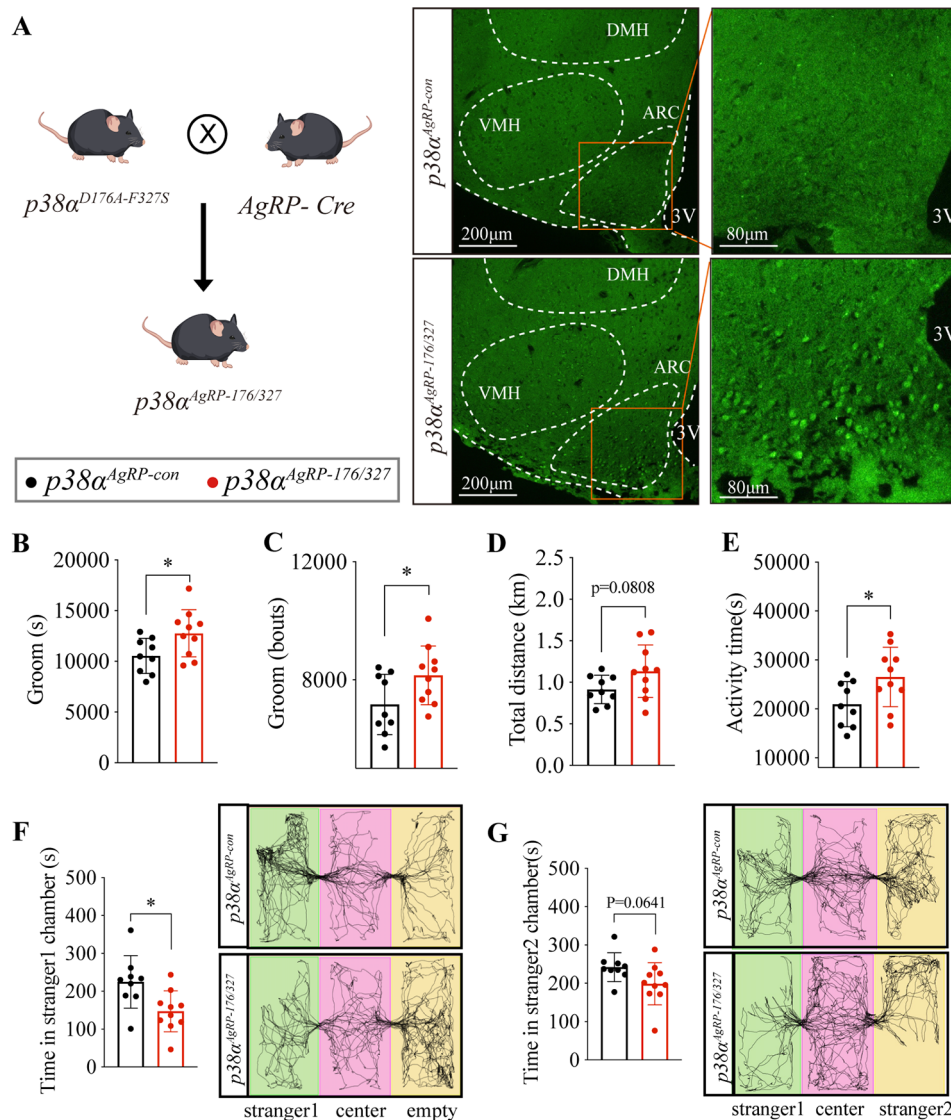 A
p38α^D176A-F327S
X
AgRP- Cre
p38α^AgRP-176/327
p38α^AgRP-con
p38α^AgRP-176/327
p38α^AgRP-con
DMH
VMH
ARC
3V
200μm
3V
80μm
p38α^AgRP-176/327
DMH
VMH
ARC
3V
200μm
3V
80μm
B
Groom (s)
20000
15000
10000
5000
0
*
C
Groom (bouts)
12000
8000
*
D
Total distance (km)
2.5
2.0
1.5
1.0
0.5
0.0
p=0.0808
E
Activity time(s)
50000
40000
30000
20000
10000
*
F
Time in stranger1 chamber(s)
500
400
300
200
100
0
*
p38α^AgRP-con
p38α^AgRP-176/327
stranger1 center empty
G
Time in stranger2 chamber(s)
500
400
300
200
100
0
P=0.0641
p38α^AgRP-con
p38α^AgRP-176/327
stranger1 center stranger2